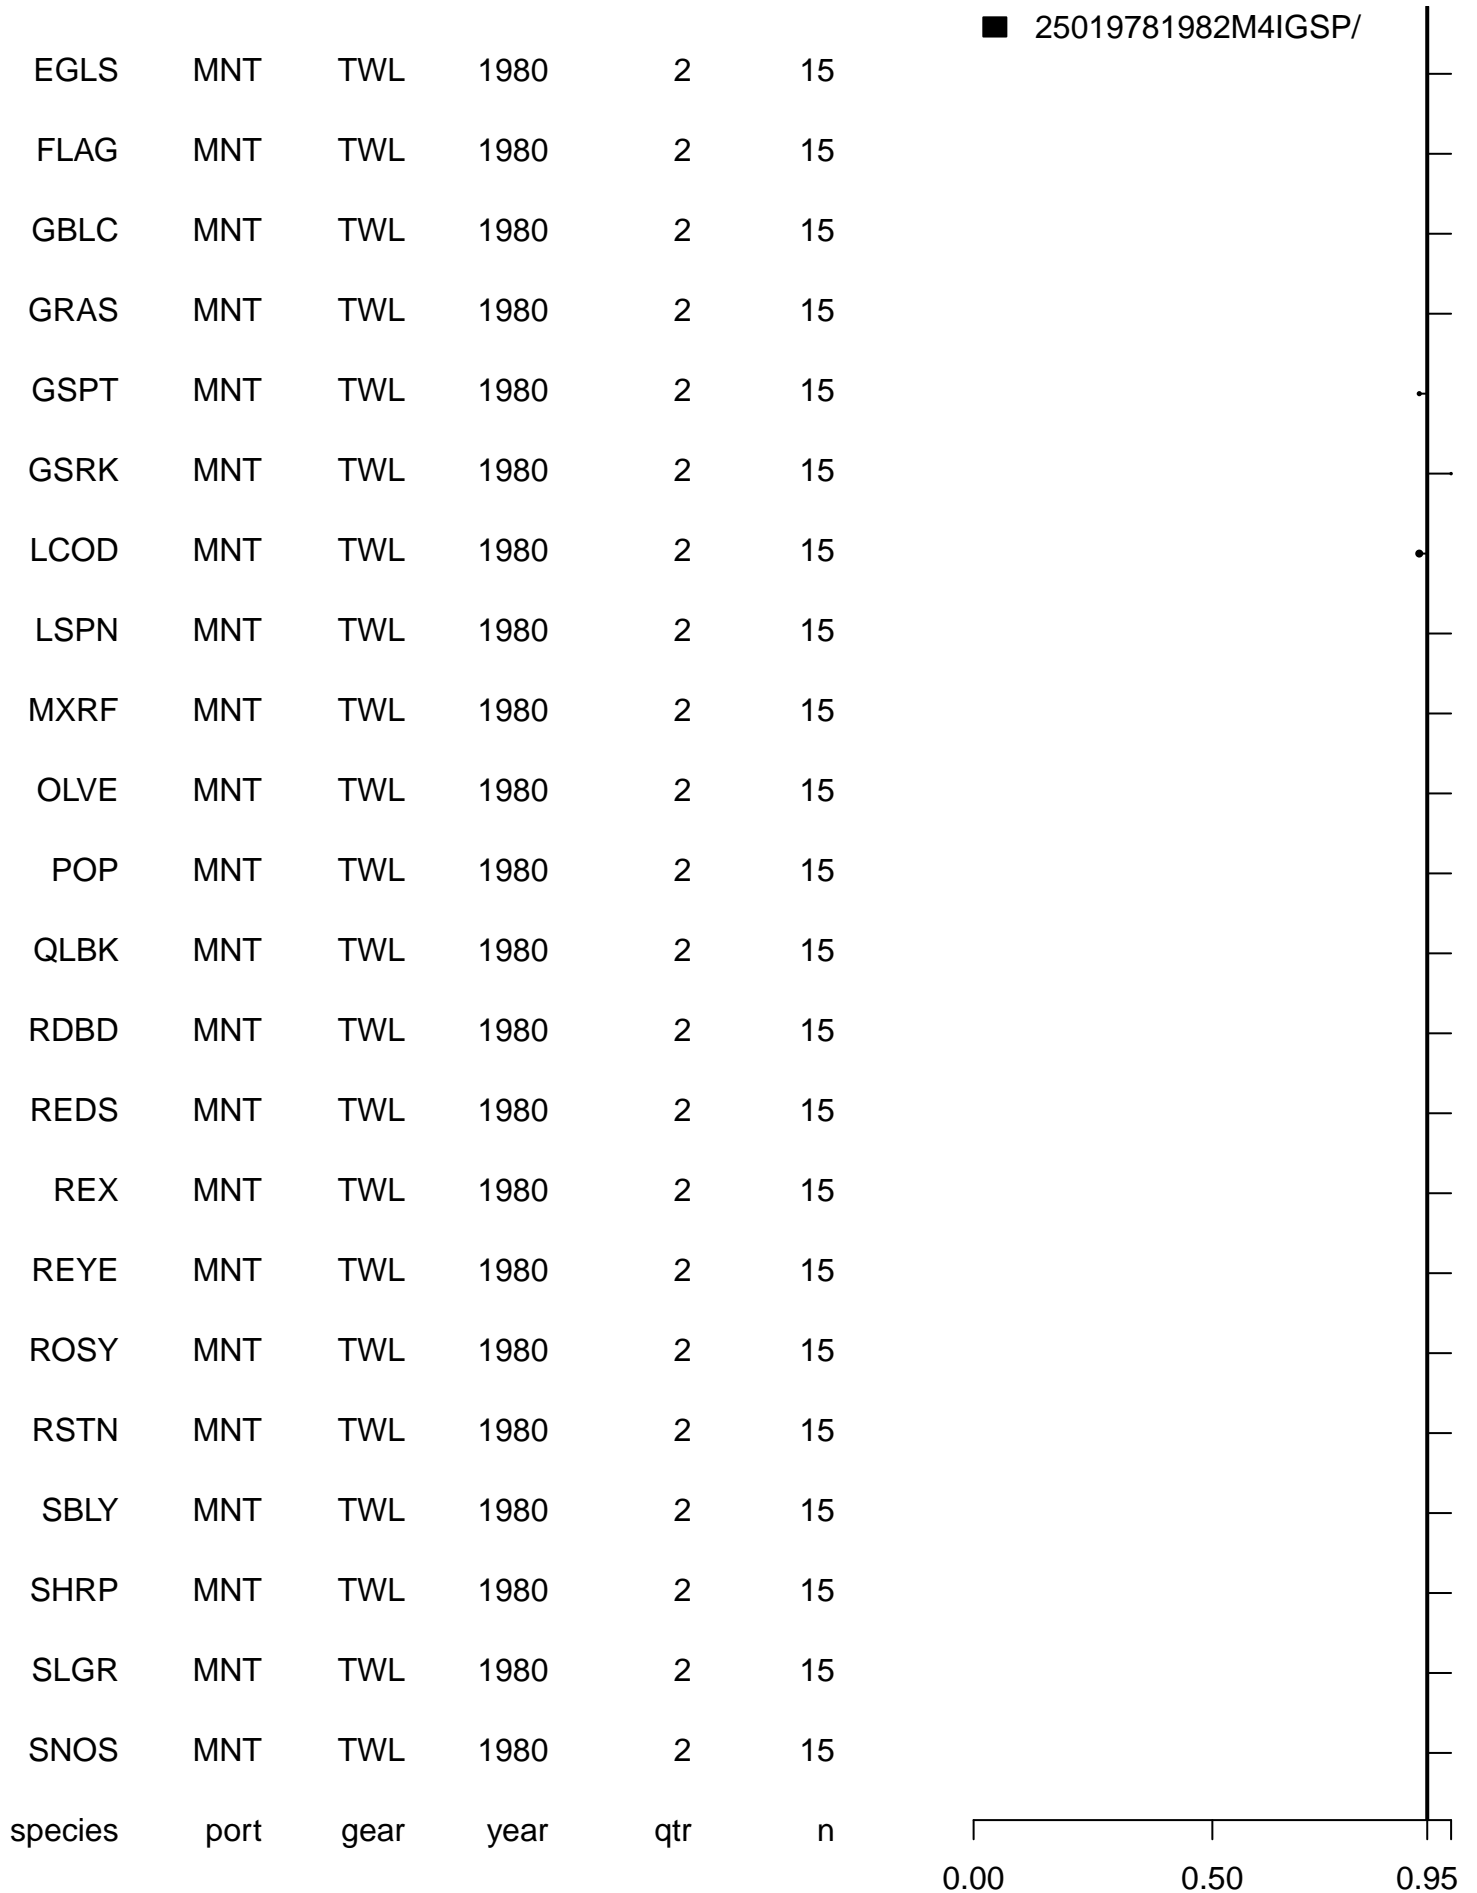 25019781982M4IGSP/
EGLS MNT TWL 1980 2 15
FLAG MNT TWL 1980 2 15
GBLC MNT TWL 1980 2 15
GRAS MNT TWL 1980 2 15
GSPT MNT TWL 1980 2 15
GSRK MNT TWL 1980 2 15
LCOD MNT TWL 1980 2 15
LSPN MNT TWL 1980 2 15
MXRF MNT TWL 1980 2 15
OLVE MNT TWL 1980 2 15
POP MNT TWL 1980 2 15
QLBK MNT TWL 1980 2 15
RDBD MNT TWL 1980 2 15
REDS MNT TWL 1980 2 15
REX MNT TWL 1980 2 15
REYE MNT TWL 1980 2 15
ROSY MNT TWL 1980 2 15
RSTN MNT TWL 1980 2 15
SBLY MNT TWL 1980 2 15
SHRP MNT TWL 1980 2 15
SLGR MNT TWL 1980 2 15
SNOS MNT TWL 1980 2 15
species port gear year qtr n
0.00 0.50 0.95